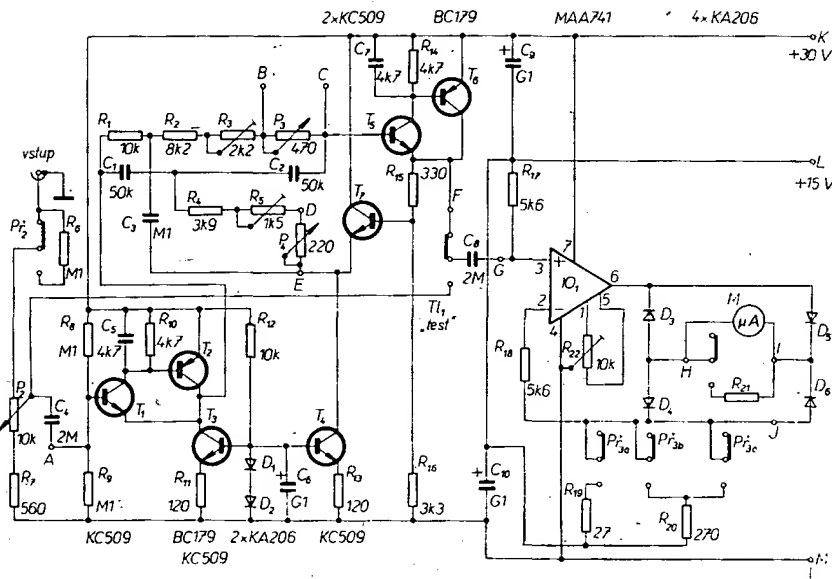 2×KC509 BC179 MAA741 4×KA206
K
+30 V
C7
4k7
R14
4k7
T6
C9
G1
B C
R1
10k
R2
8k2
R3
2k2
P3
470
T5
L
+15 V
vstup
C1
50k
C2
50k
R15
330
R17
5k6
F
R4
3k9
R5
1k5
D
T7
Př2
R6
M1
C3
M1
P4
220
E
C8
2M
G
3
7
IO1
6
2
4
1
5
Tl1
"test"
R8
M1
C5
4k7
R10
4k7
T2
R12
10k
D3
M
µA
D5
H
I
R22
10k
R18
5k6
D4
R21
D6
J
P2
10k
C4
2M
A
T1
T3
T4
Př3a
Př3b
Př3c
R7
560
R9
M1
R11
120
D1
D2
C6
G1
R13
120
R16
3k3
C10
G1
R19
27
R20
270
KC509 BC179 2×KA206 KC509
KC509
M